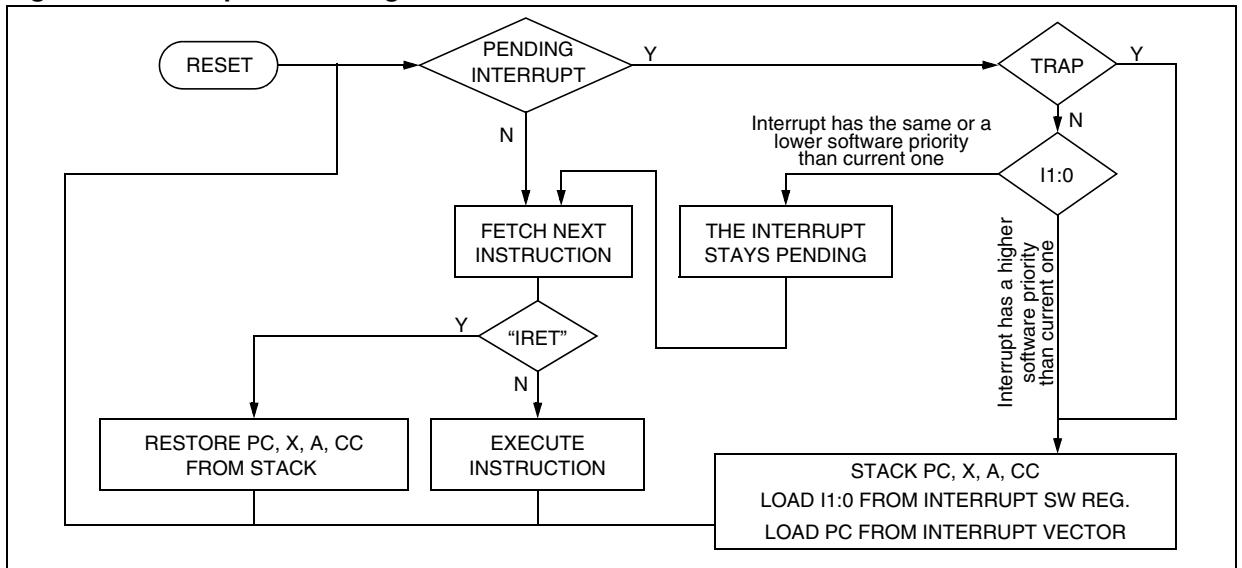 RESET
PENDING
INTERRUPT
Y
TRAP
Y
N
N
Interrupt has the same or a
lower software priority
than current one
I1:0
FETCH NEXT
INSTRUCTION
THE INTERRUPT
STAYS PENDING
Interrupt has a higher
software priority
than current one
Y
“IRET”
N
RESTORE PC, X, A, CC
FROM STACK
EXECUTE
INSTRUCTION
STACK PC, X, A, CC
LOAD I1:0 FROM INTERRUPT SW REG.
LOAD PC FROM INTERRUPT VECTOR